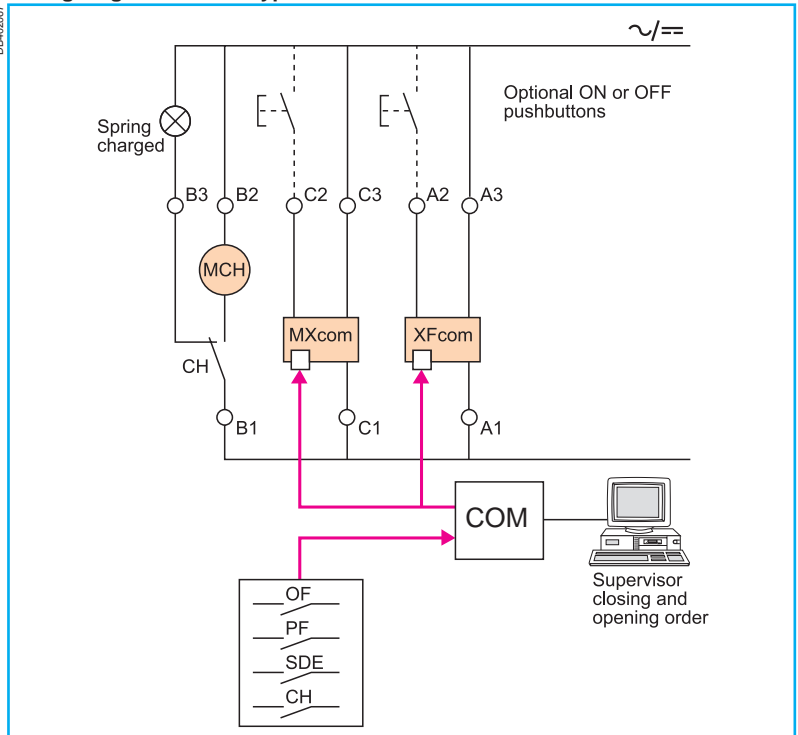 ~/==
Optional ON or OFF
pushbuttons
Spring
charged
B3 B2 C2 C3 A2 A3
MCH
MXcom XFcom
CH
B1 C1 A1
COM
Supervisor
closing and
opening order
OF
PF
SDE
CH